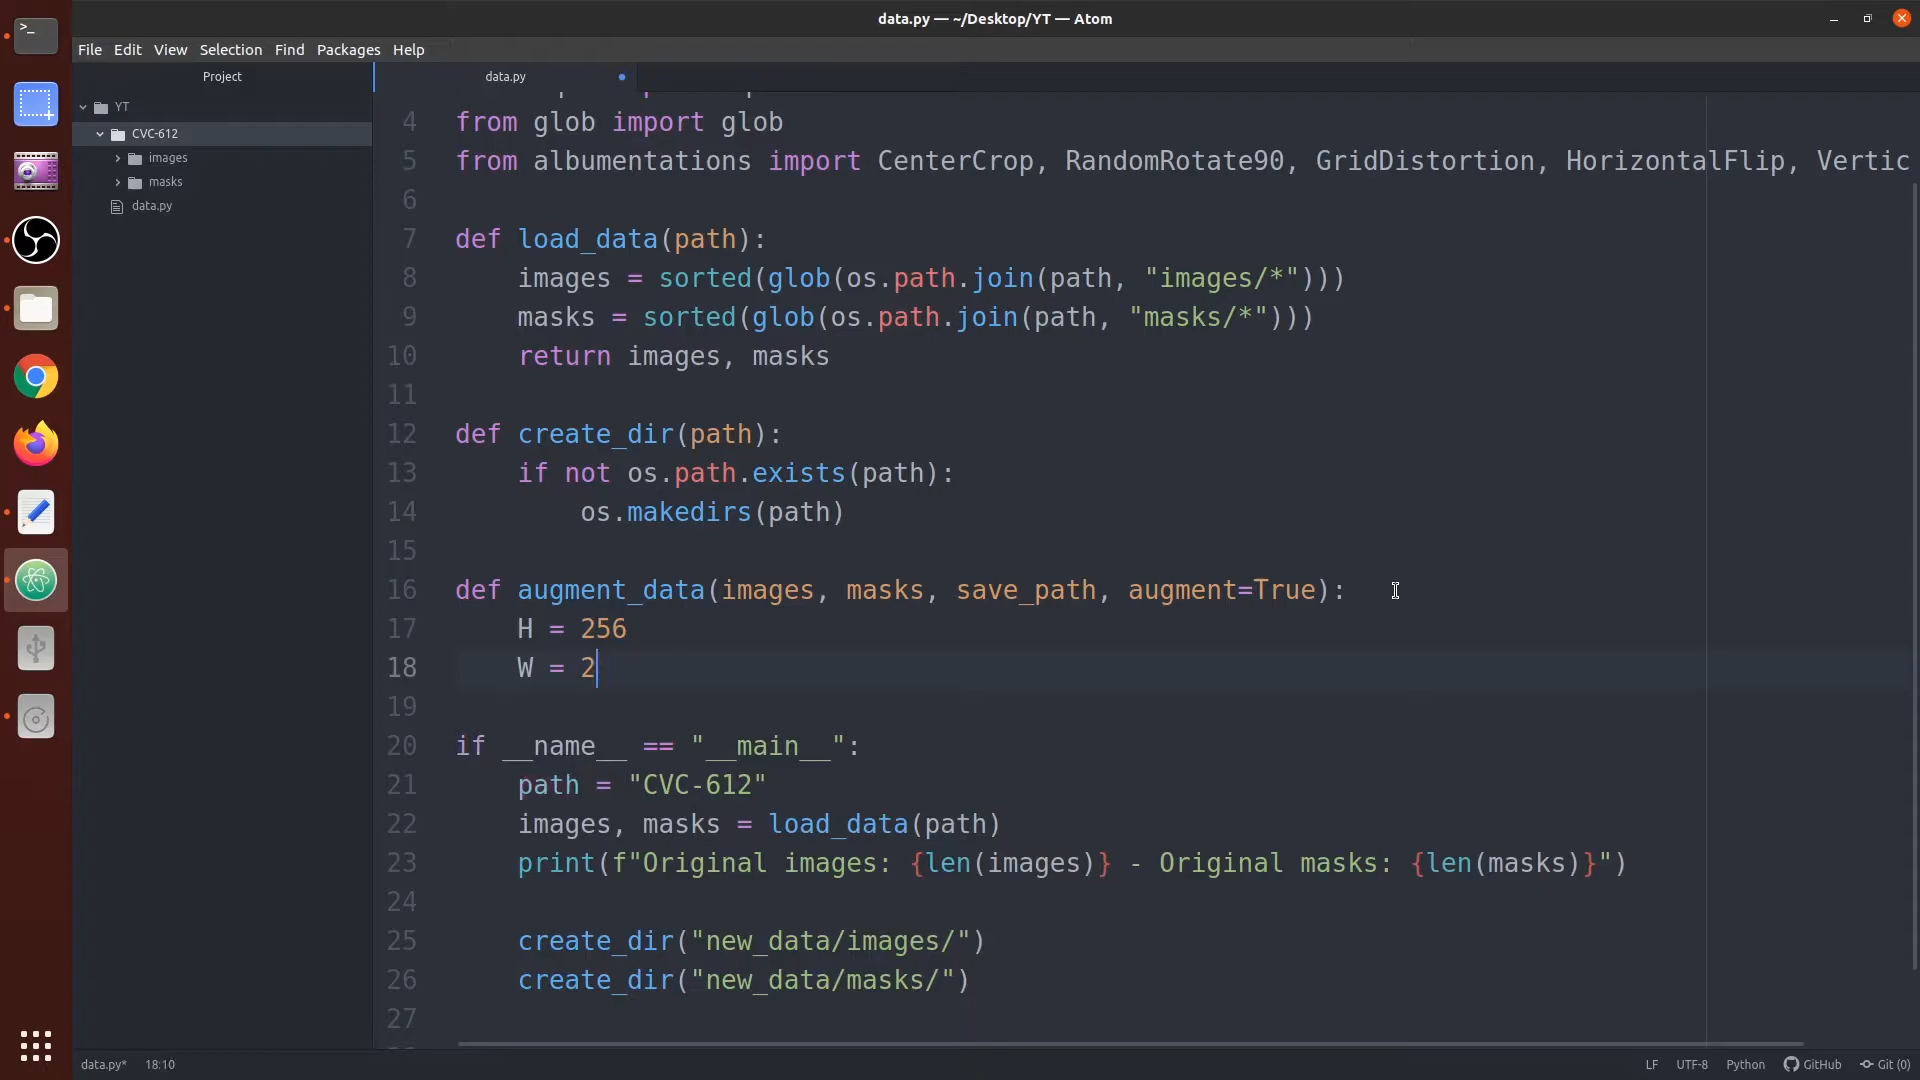 data.py — ~/Desktop/YT — Atom
File Edit View Selection Find Packages Help
Project
data.py
YT
CVC-612
images
masks
data.py
4 from glob import glob
5 from albumentations import CenterCrop, RandomRotate90, GridDistortion, HorizontalFlip, Vertic
6
7 def load_data(path):
8     images = sorted(glob(os.path.join(path, "images/*")))
9     masks = sorted(glob(os.path.join(path, "masks/*")))
10     return images, masks
11
12 def create_dir(path):
13     if not os.path.exists(path):
14         os.makedirs(path)
15
16 def augment_data(images, masks, save_path, augment=True):
17     H = 256
18     W = 2
19
20 if __name__ == "__main__":
21     path = "CVC-612"
22     images, masks = load_data(path)
23     print(f"Original images: {len(images)} - Original masks: {len(masks)}")
24
25     create_dir("new_data/images/")
26     create_dir("new_data/masks/")
27
data.py* 18:10 LF UTF-8 Python GitHub Git (0)